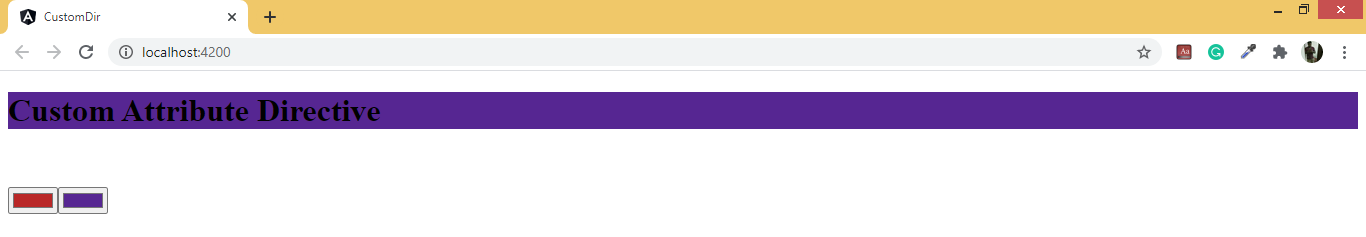 CustomDir
localhost:4200
Custom Attribute Directive